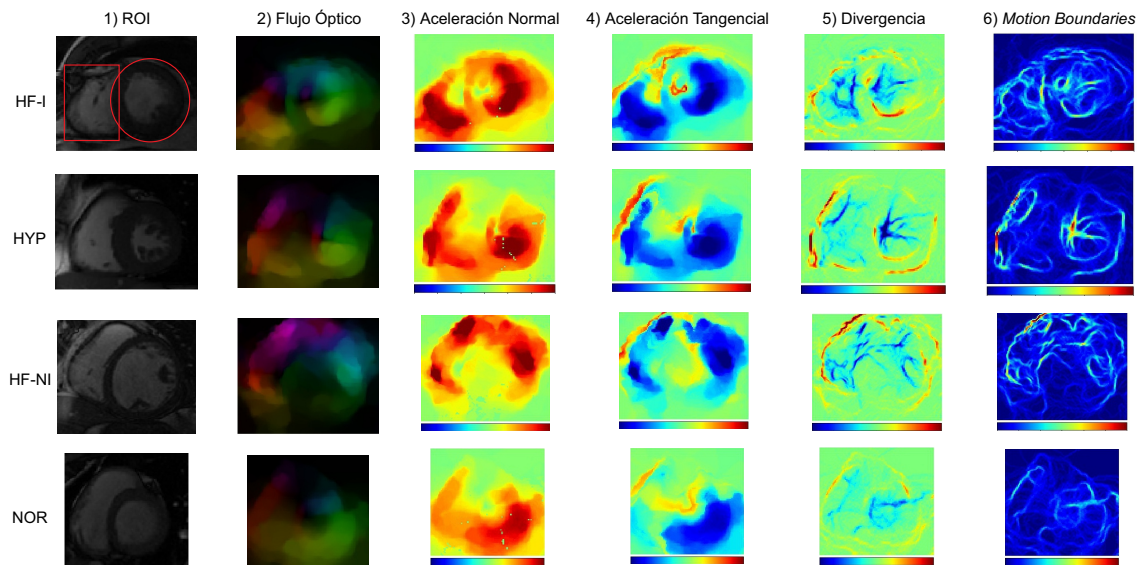 1) ROI
2) Flujo Óptico
3) Aceleración Normal
4) Aceleración Tangencial
5) Divergencia
6) Motion Boundaries
HF-I
HYP
HF-NI
NOR